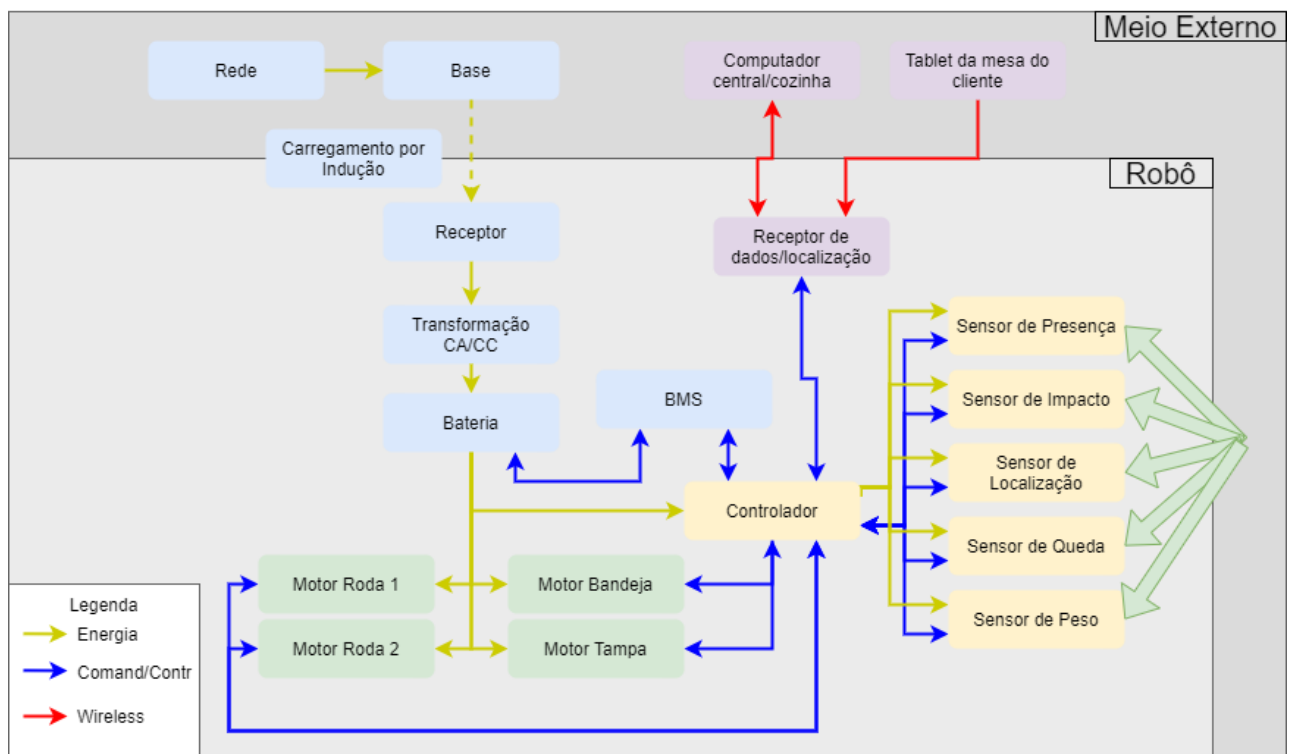 Meio Externo
Rede
Base
Computador
central/cozinha
Tablet da mesa do
cliente
Carregamento por
Indução
Robô
Receptor
Receptor de
dados/localização
Transformação
CA/CC
Sensor de Presença
BMS
Sensor de Impacto
Bateria
Sensor de
Localização
Controlador
Sensor de Queda
Motor Roda 1
Motor Bandeja
Sensor de Peso
Motor Roda 2
Motor Tampa
Legenda
Energia
Comand/Contr
Wireless